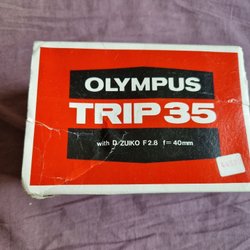 OLYMPUS
TRIP 35
with D/ZUIKO F2.8 f=40mm